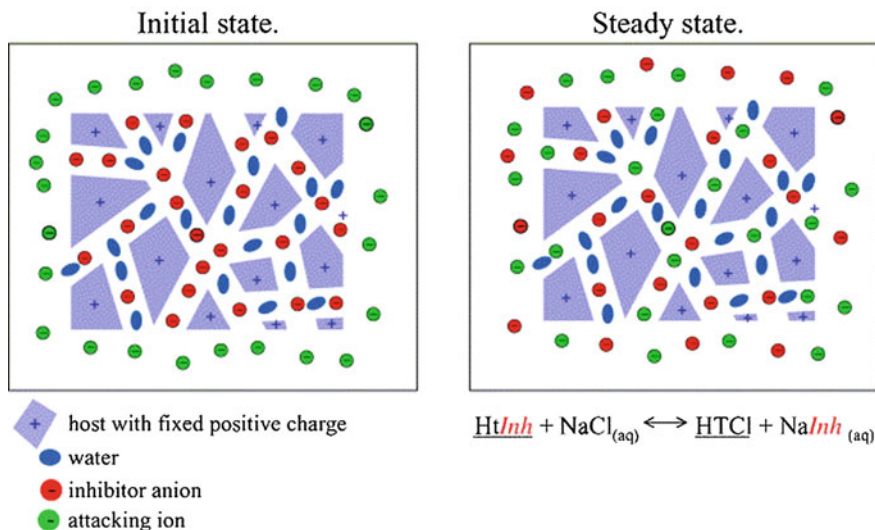 Initial state.
Steady state.
host with fixed positive charge
water
inhibitor anion
attacking ion
HtInh + NaCl(aq) ⟷ HTCl + NaInh (aq)